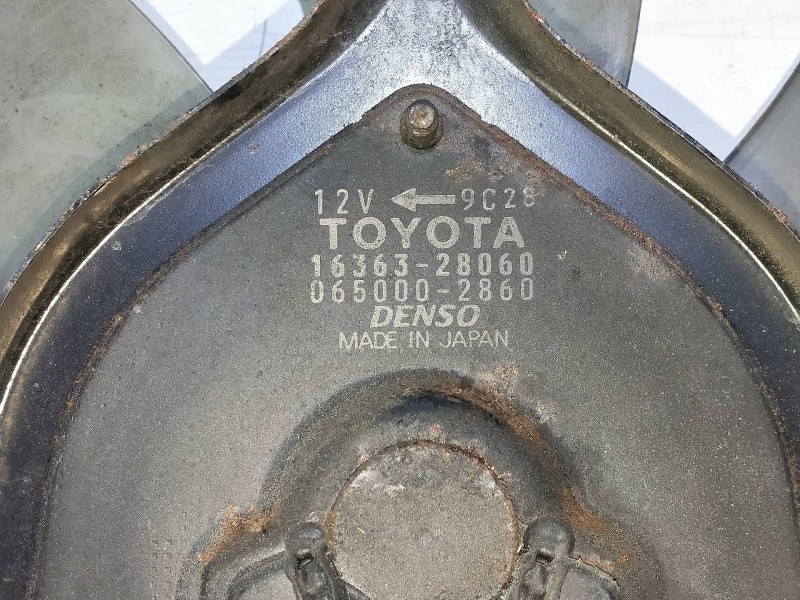 12V ← 9C28
TOYOTA
16363-28060
065000-2860
DENSO
MADE IN JAPAN